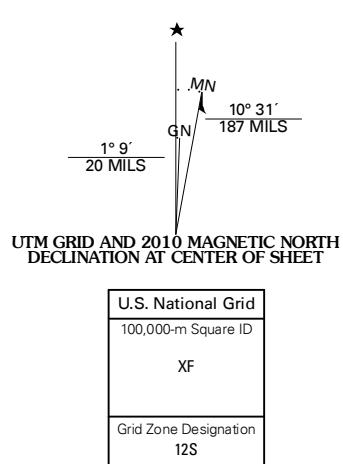 MN
10° 31´
187 MILS
GN
1° 9´
20 MILS
UTM GRID AND 2010 MAGNETIC NORTH
DECLINATION AT CENTER OF SHEET
U.S. National Grid
100,000-m Square ID
XF
Grid Zone Designation
12S